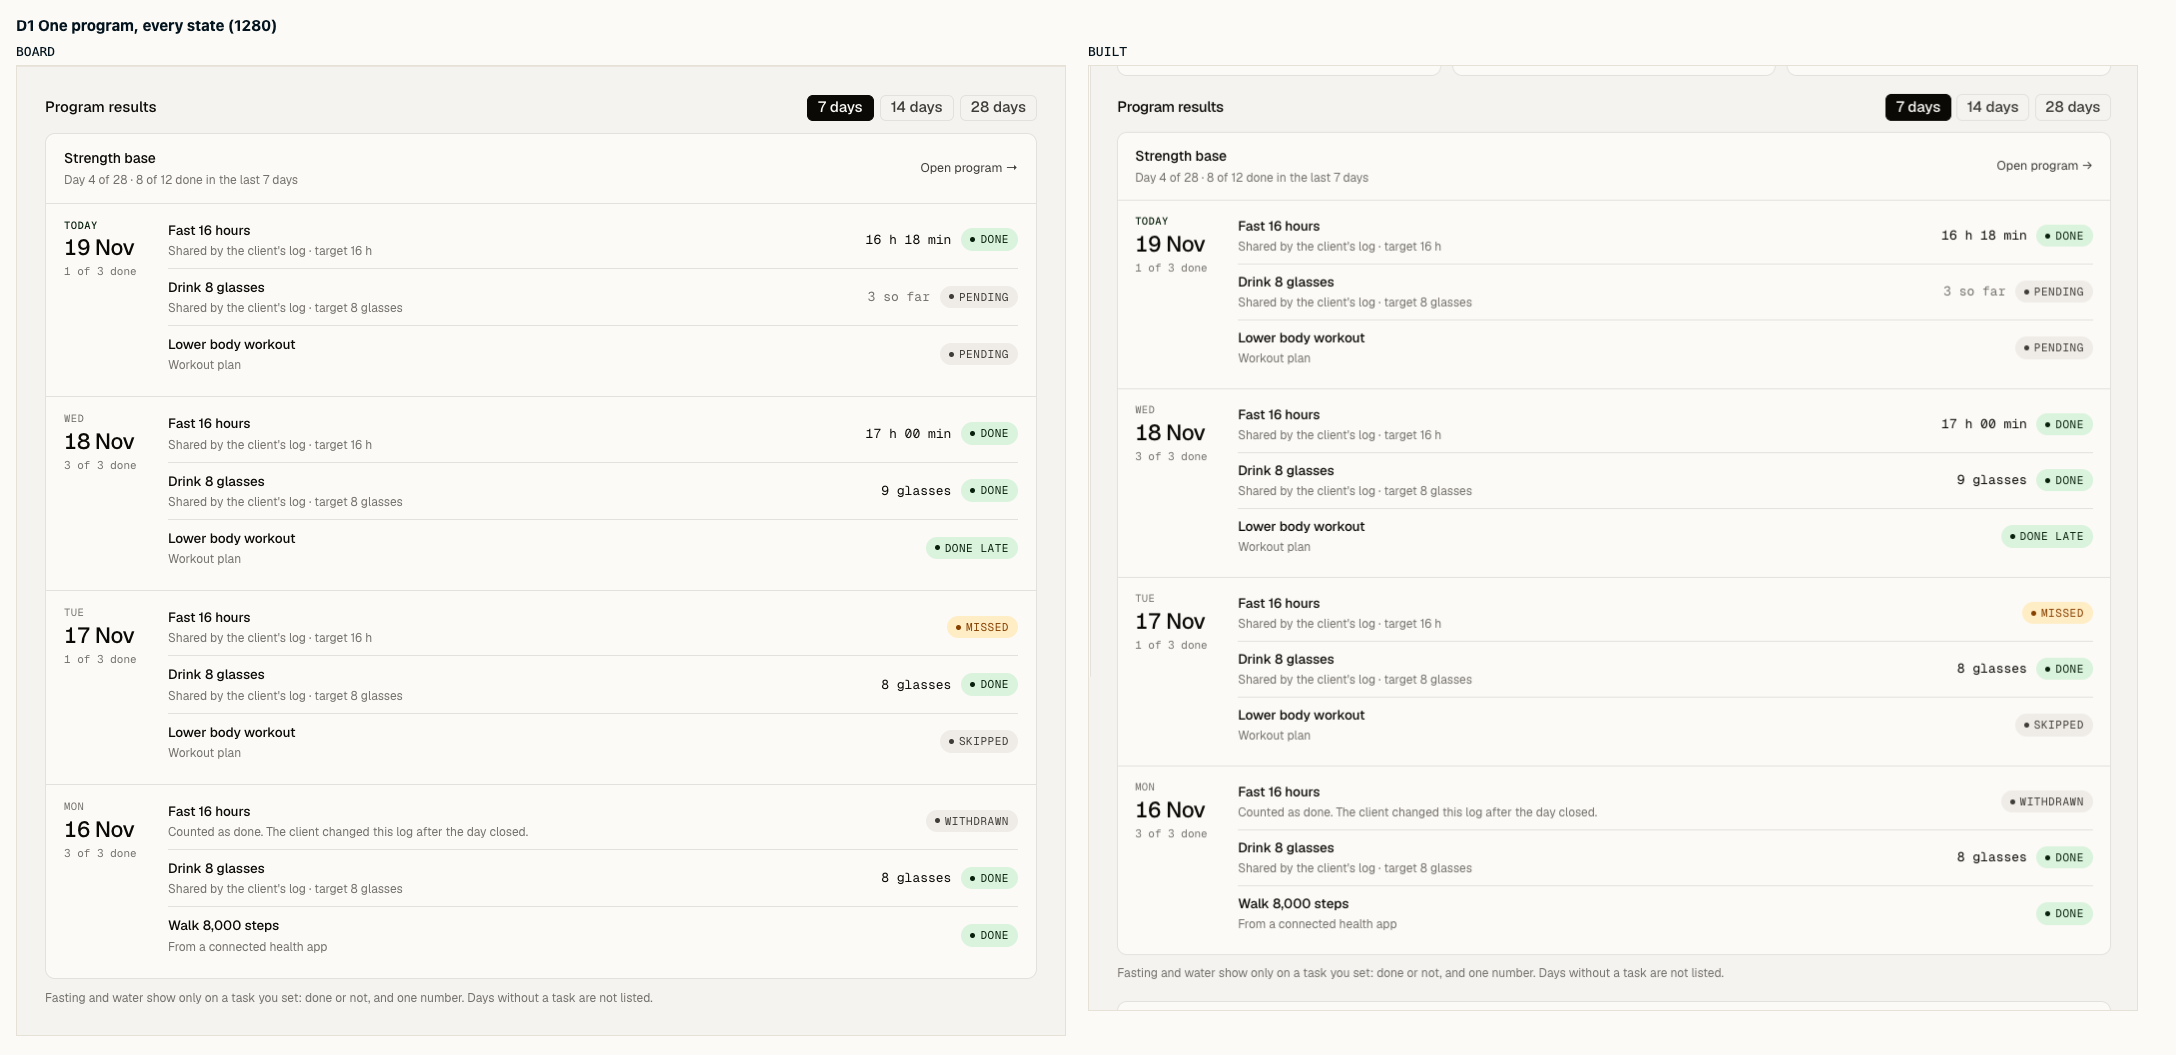 D1 One program, every state (1280)
BOARD
Program results
7 days 14 days 28 days
Strength base
Day 4 of 28 · 8 of 12 done in the last 7 days
Open program →
TODAY
19 Nov
1 of 3 done
Fast 16 hours
Shared by the client's log · target 16 h
16 h 18 min • DONE
Drink 8 glasses
Shared by the client's log · target 8 glasses
3 so far • PENDING
Lower body workout
Workout plan
• PENDING
WED
18 Nov
3 of 3 done
Fast 16 hours
Shared by the client's log · target 16 h
17 h 00 min • DONE
Drink 8 glasses
Shared by the client's log · target 8 glasses
9 glasses • DONE
Lower body workout
Workout plan
• DONE LATE
TUE
17 Nov
1 of 3 done
Fast 16 hours
Shared by the client's log · target 16 h
• MISSED
Drink 8 glasses
Shared by the client's log · target 8 glasses
8 glasses • DONE
Lower body workout
Workout plan
• SKIPPED
MON
16 Nov
3 of 3 done
Fast 16 hours
Counted as done. The client changed this log after the day closed.
• WITHDRAWN
Drink 8 glasses
Shared by the client's log · target 8 glasses
8 glasses • DONE
Walk 8,000 steps
From a connected health app
• DONE
Fasting and water show only on a task you set: done or not, and one number. Days without a task are not listed.
BUILT
Program results
7 days 14 days 28 days
Strength base
Day 4 of 28 · 8 of 12 done in the last 7 days
Open program →
TODAY
19 Nov
1 of 3 done
Fast 16 hours
Shared by the client's log · target 16 h
16 h 18 min • DONE
Drink 8 glasses
Shared by the client's log · target 8 glasses
3 so far • PENDING
Lower body workout
Workout plan
• PENDING
WED
18 Nov
3 of 3 done
Fast 16 hours
Shared by the client's log · target 16 h
17 h 00 min • DONE
Drink 8 glasses
Shared by the client's log · target 8 glasses
9 glasses • DONE
Lower body workout
Workout plan
• DONE LATE
TUE
17 Nov
1 of 3 done
Fast 16 hours
Shared by the client's log · target 16 h
• MISSED
Drink 8 glasses
Shared by the client's log · target 8 glasses
8 glasses • DONE
Lower body workout
Workout plan
• SKIPPED
MON
16 Nov
3 of 3 done
Fast 16 hours
Counted as done. The client changed this log after the day closed.
• WITHDRAWN
Drink 8 glasses
Shared by the client's log · target 8 glasses
8 glasses • DONE
Walk 8,000 steps
From a connected health app
• DONE
Fasting and water show only on a task you set: done or not, and one number. Days without a task are not listed.